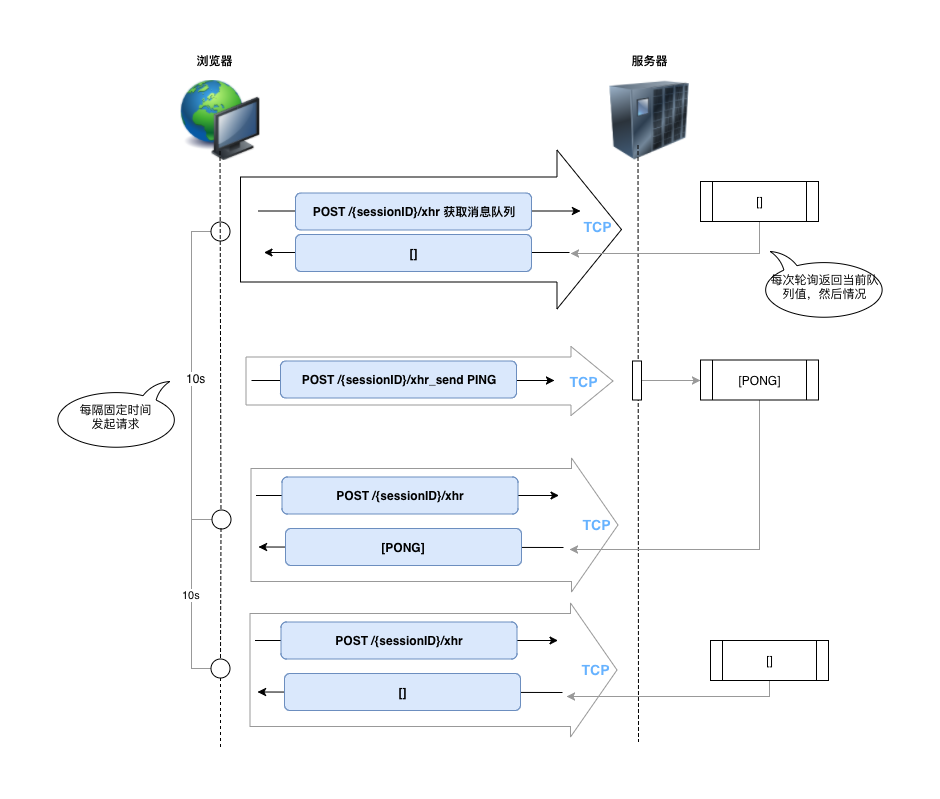 浏览器
服务器
POST /{sessionID}/xhr 获取消息队列
[]
TCP
[]
每次轮询返回当前队
列值，然后情况
10s
POST /{sessionID}/xhr_send PING
TCP
[PONG]
每隔固定时间
发起请求
POST /{sessionID}/xhr
TCP
[PONG]
10s
POST /{sessionID}/xhr
TCP
[]
[]